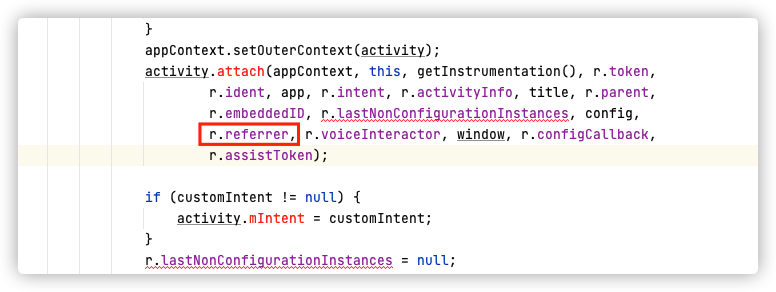 }
appContext.setOuterContext(activity);
activity.attach(appContext, this, getInstrumentation(), r.token,
r.ident, app, r.intent, r.activityInfo, title, r.parent,
r.embeddedID, r.lastNonConfigurationInstances, config,
r.referrer, r.voiceInteractor, window, r.configCallback,
r.assistToken);
if (customIntent != null) {
activity.mIntent = customIntent;
}
r.lastNonConfigurationInstances = null;